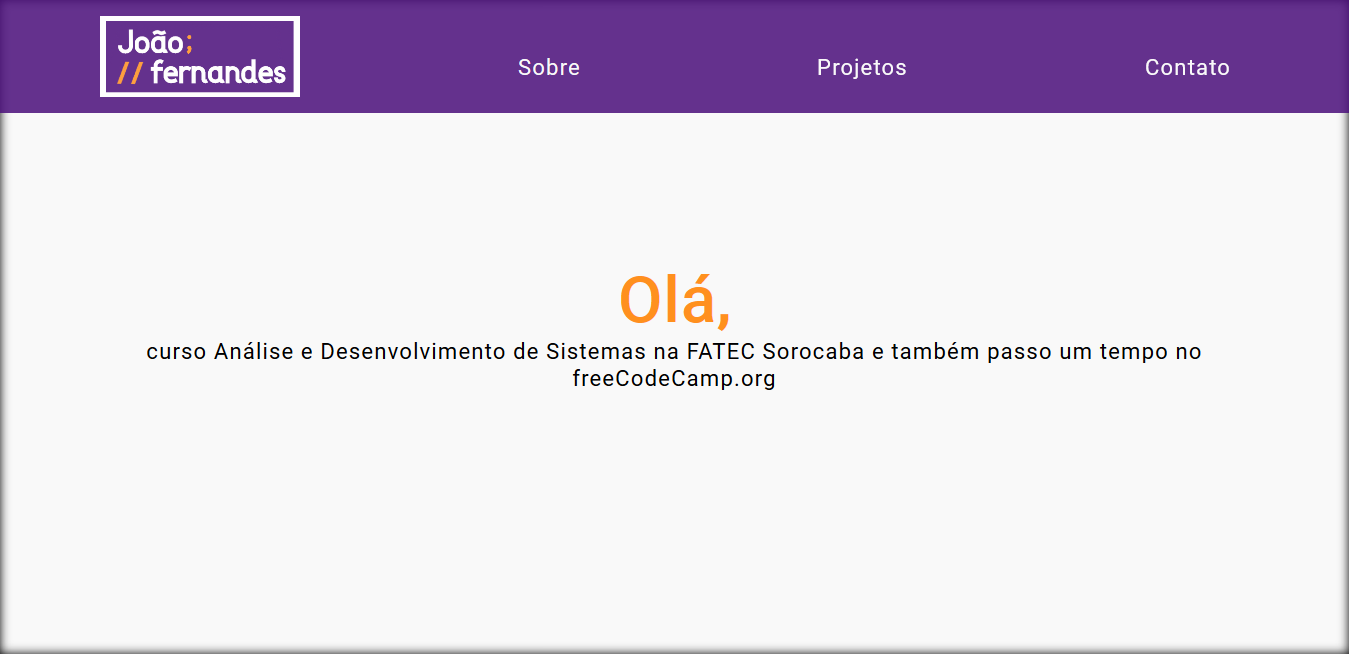 João;
// fernandes
Sobre
Projetos
Contato
Olá,
curso Análise e Desenvolvimento de Sistemas na FATEC Sorocaba e também passo um tempo no
freeCodeCamp.org